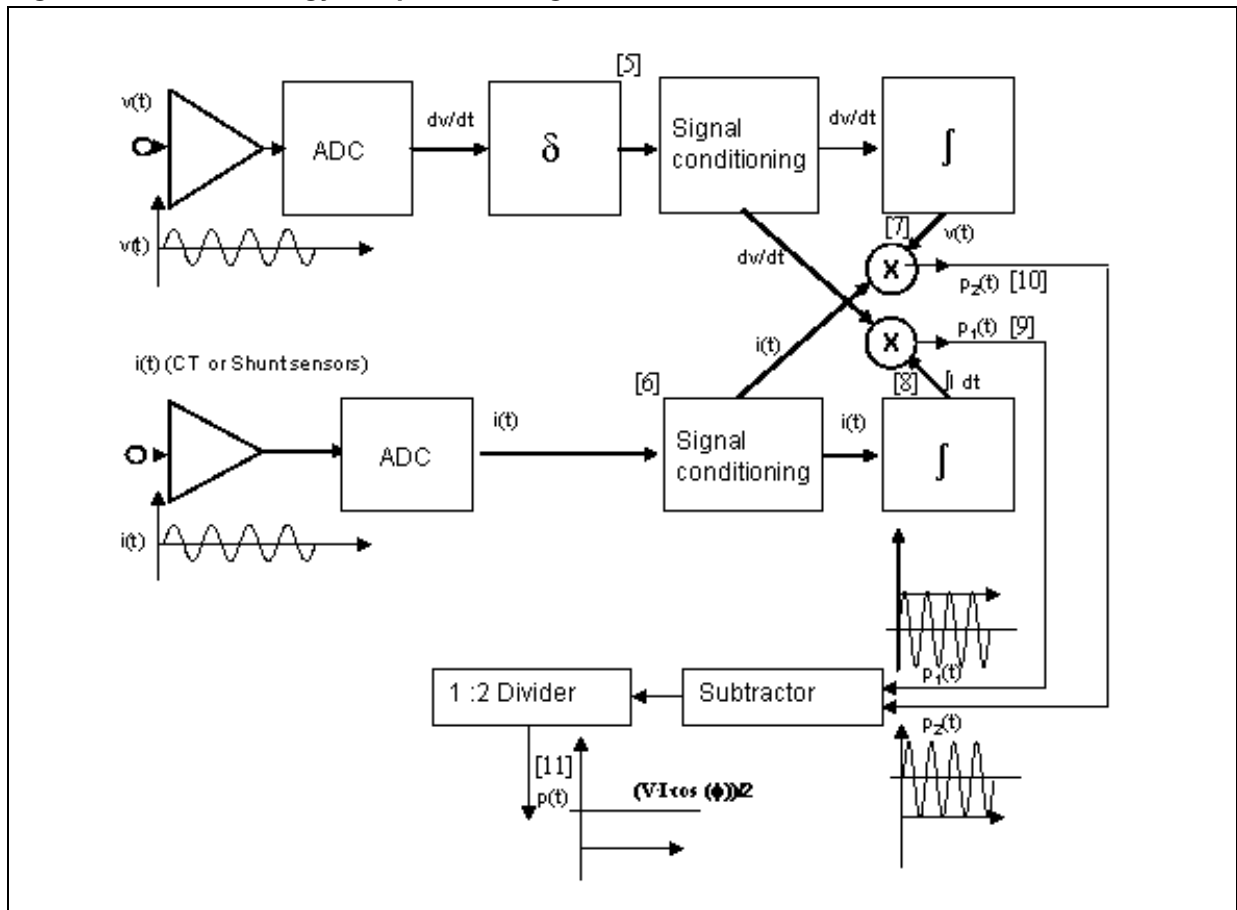 [5]
v(t)
ADC
dv/dt
δ
Signal
conditioning
dv/dt
∫
v(t)
[7]
v(t)
dv/dt
X
p2(t) [10]
X
p1(t) [9]
i(t)
i(t) (CT or Shunt sensors)
[6]
[8]
∫I dt
ADC
i(t)
Signal
conditioning
i(t)
∫
i(t)
p1(t)
1 :2 Divider
Subtractor
p2(t)
[11]
p(t)
(V·I·cos (ϕ))/2